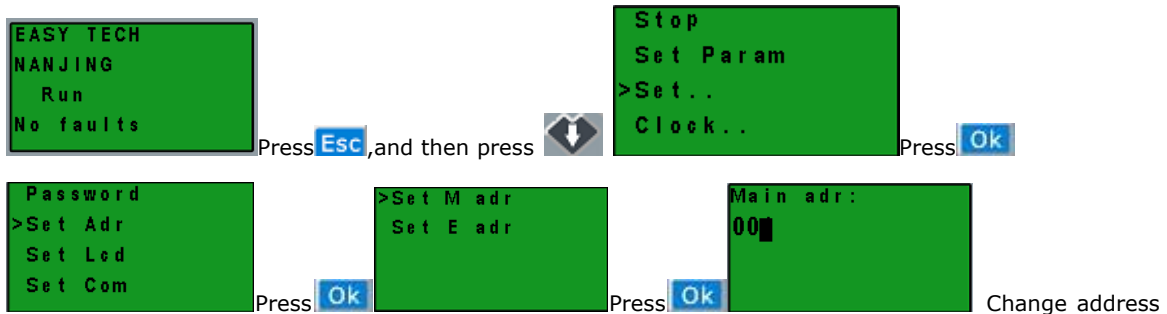 EASY TECH
NANJING
Run
No faults
Press Esc ,and then press
Stop
Set Param
>Set..
Clock..
Press Ok
Password
>Set Adr
Set Lcd
Set Com
Press Ok
>Set M adr
Set E adr
Press Ok
Main adr:
00
Change address